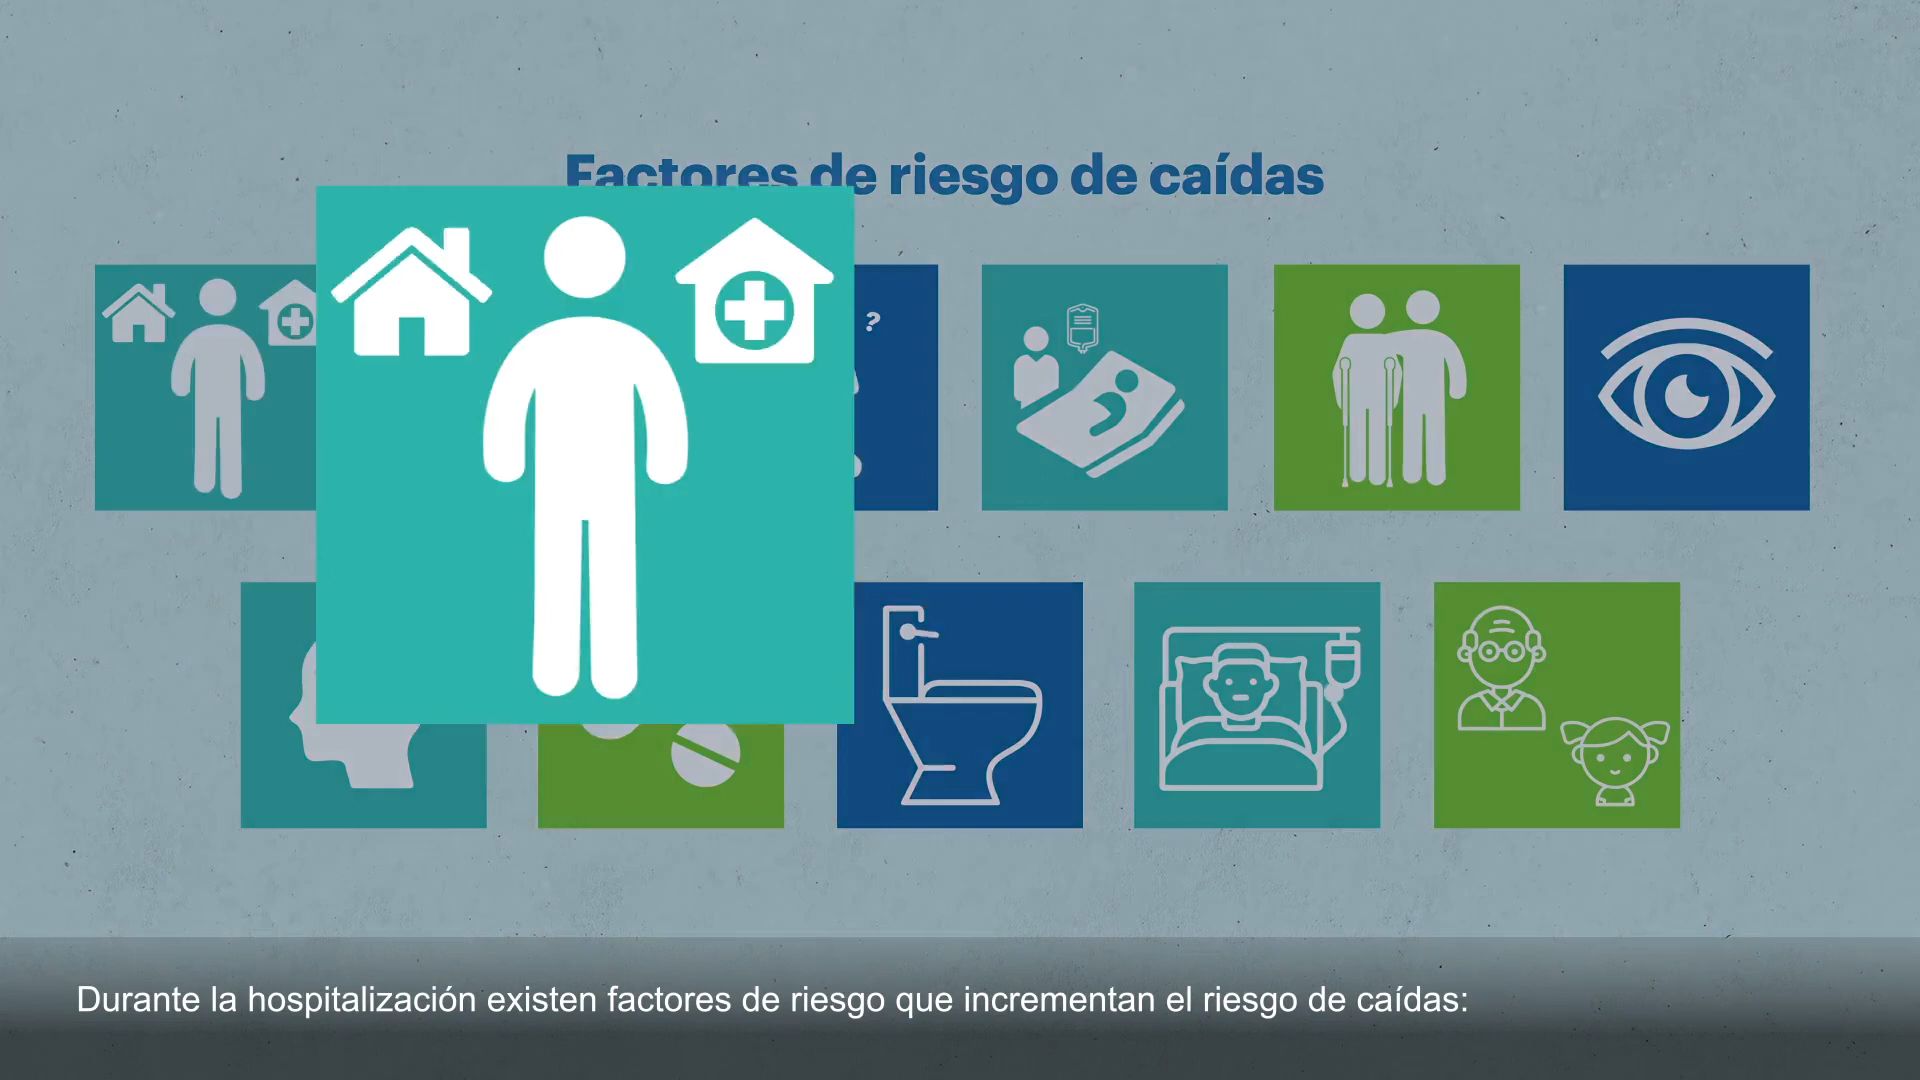 Factores de riesgo de caídas
?
Durante la hospitalización existen factores de riesgo que incrementan el riesgo de caídas: